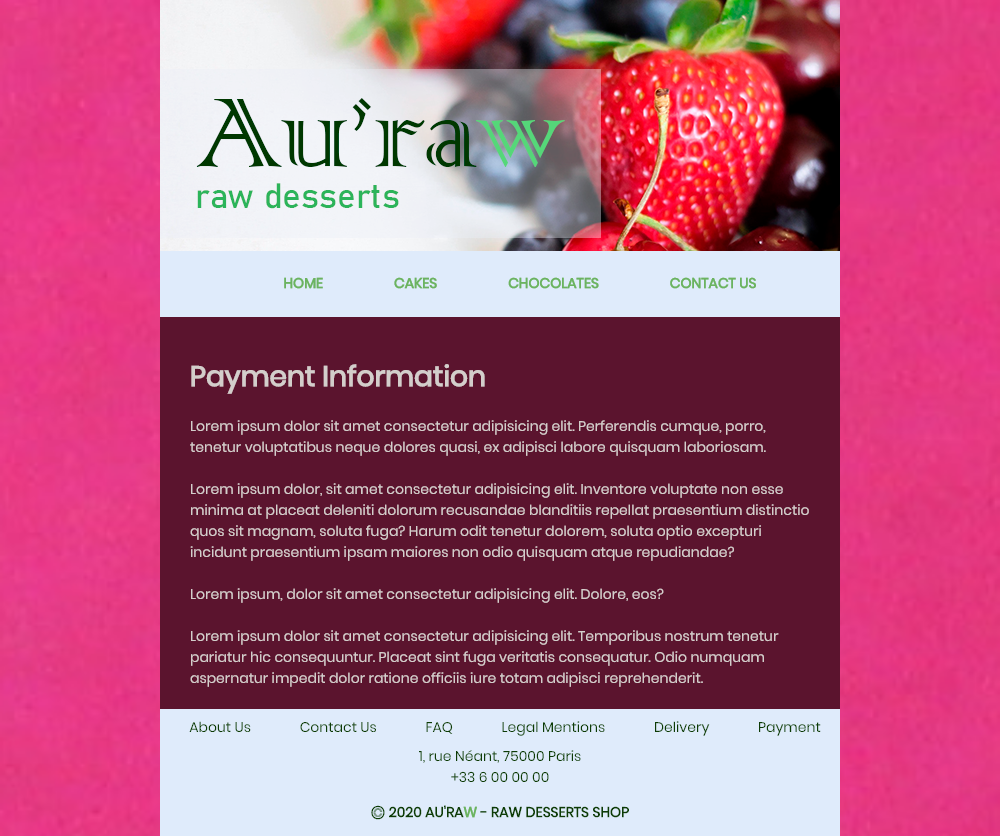 Au'raw
raw desserts
HOME CAKES CHOCOLATES CONTACT US
Payment Information
Lorem ipsum dolor sit amet consectetur adipisicing elit. Perferendis cumque, porro,
tenetur voluptatibus neque dolores quasi, ex adipisci labore quisquam laboriosam.
Lorem ipsum dolor, sit amet consectetur adipisicing elit. Inventore voluptate non esse
minima at placeat deleniti dolorum recusandae blanditiis repellat praesentium distinctio
quos sit magnam, soluta fuga? Harum odit tenetur dolorem, soluta optio excepturi
incidunt praesentium ipsam maiores non odio quisquam atque repudiandae?
Lorem ipsum, dolor sit amet consectetur adipisicing elit. Dolore, eos?
Lorem ipsum dolor sit amet consectetur adipisicing elit. Temporibus nostrum tenetur
pariatur hic consequuntur. Placeat sint fuga veritatis consequatur. Odio numquam
aspernatur impedit dolor ratione officiis iure totam adipisci reprehenderit.
About Us Contact Us FAQ Legal Mentions Delivery Payment
1, rue Néant, 75000 Paris
+33 6 00 00 00
© 2020 AU'RAW - RAW DESSERTS SHOP